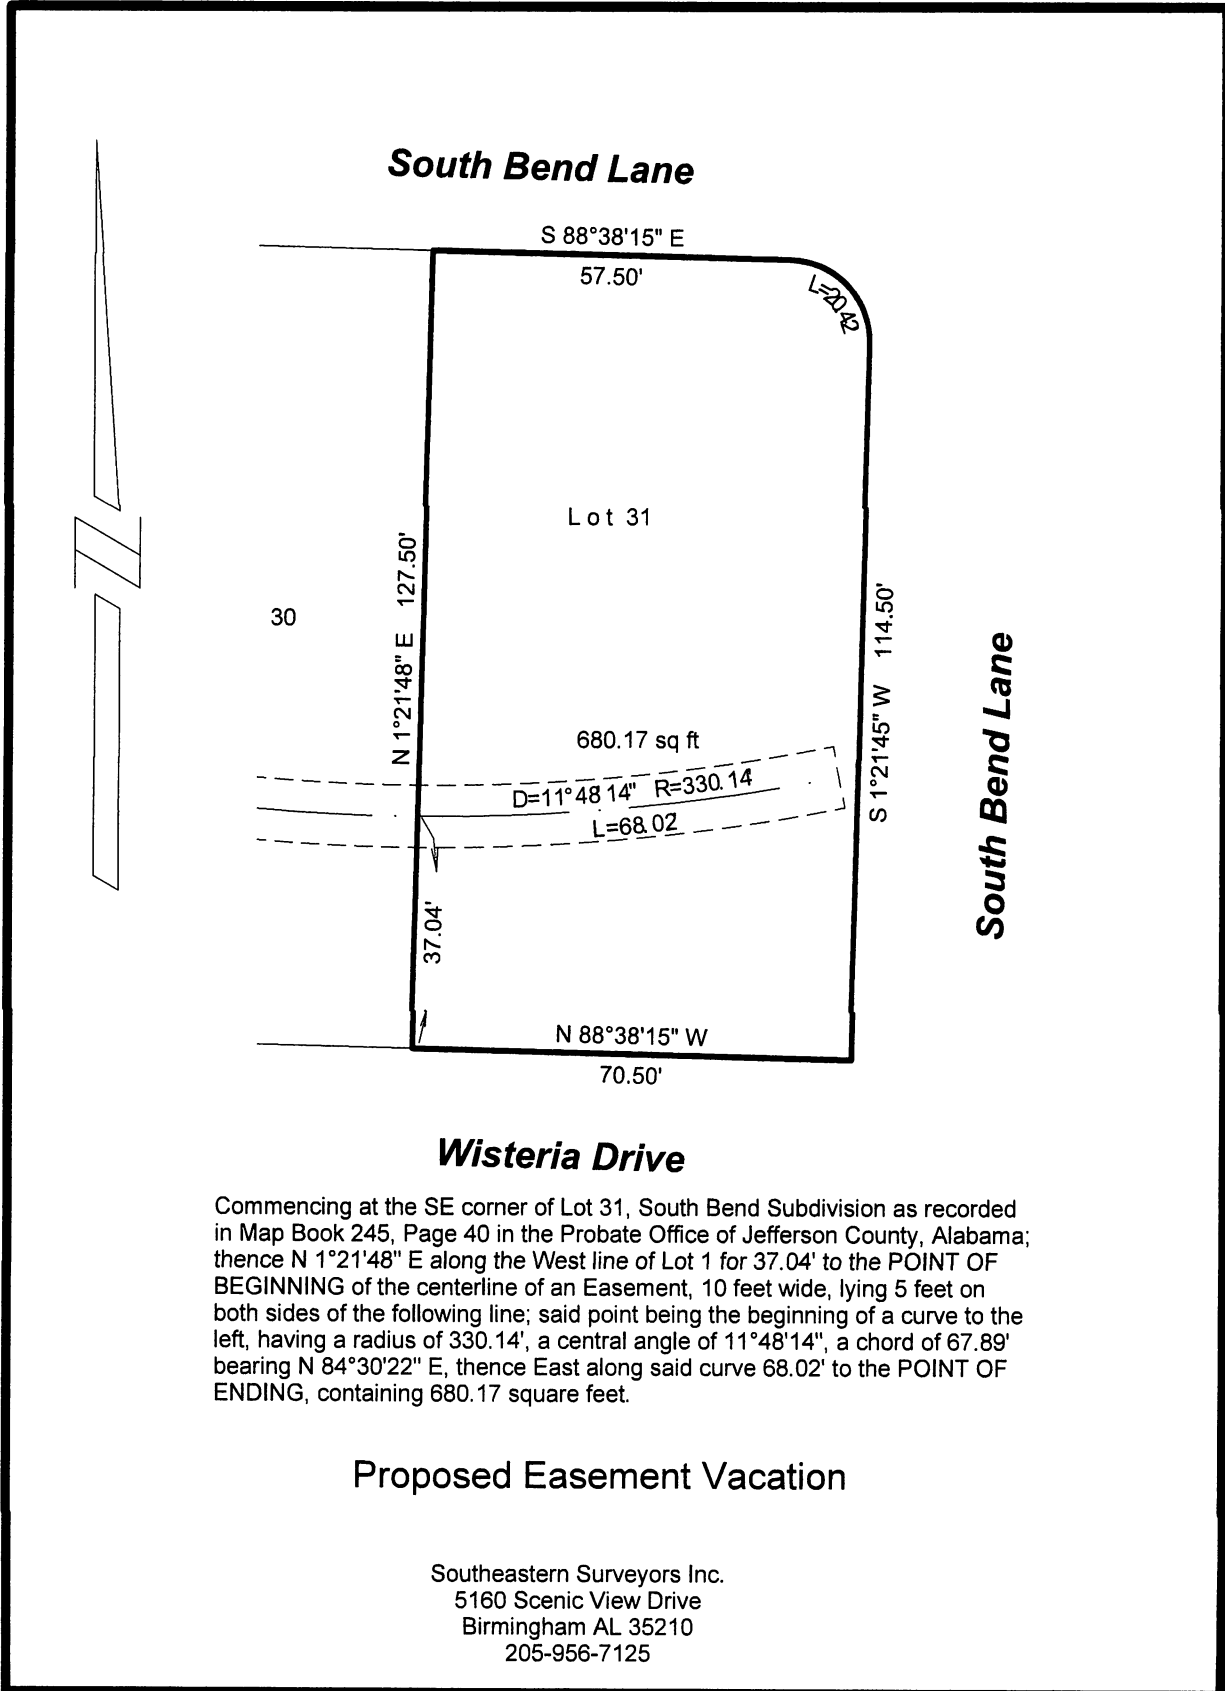 South Bend Lane
S 88°38'15" E
57.50'
L=20.42
Lot 31
N 1°21'48" E 127.50'
30
S 1°21'45" W 114.50'
South Bend Lane
680.17 sq ft
D=11°48'14" R=330.14
L=68.02
37.04'
N 88°38'15" W
70.50'
Wisteria Drive
Commencing at the SE corner of Lot 31, South Bend Subdivision as recorded
in Map Book 245, Page 40 in the Probate Office of Jefferson County, Alabama;
thence N 1°21'48" E along the West line of Lot 1 for 37.04' to the POINT OF
BEGINNING of the centerline of an Easement, 10 feet wide, lying 5 feet on
both sides of the following line; said point being the beginning of a curve to the
left, having a radius of 330.14', a central angle of 11°48'14", a chord of 67.89'
bearing N 84°30'22" E, thence East along said curve 68.02' to the POINT OF
ENDING, containing 680.17 square feet.
Proposed Easement Vacation
Southeastern Surveyors Inc.
5160 Scenic View Drive
Birmingham AL 35210
205-956-7125